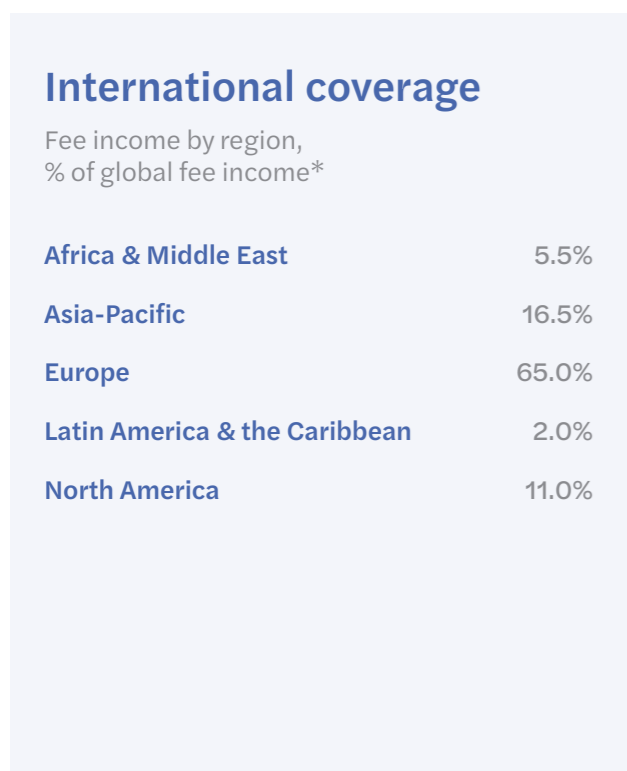 International coverage
Fee income by region,
% of global fee income*
Africa & Middle East 5.5%
Asia-Pacific 16.5%
Europe 65.0%
Latin America & the Caribbean 2.0%
North America 11.0%